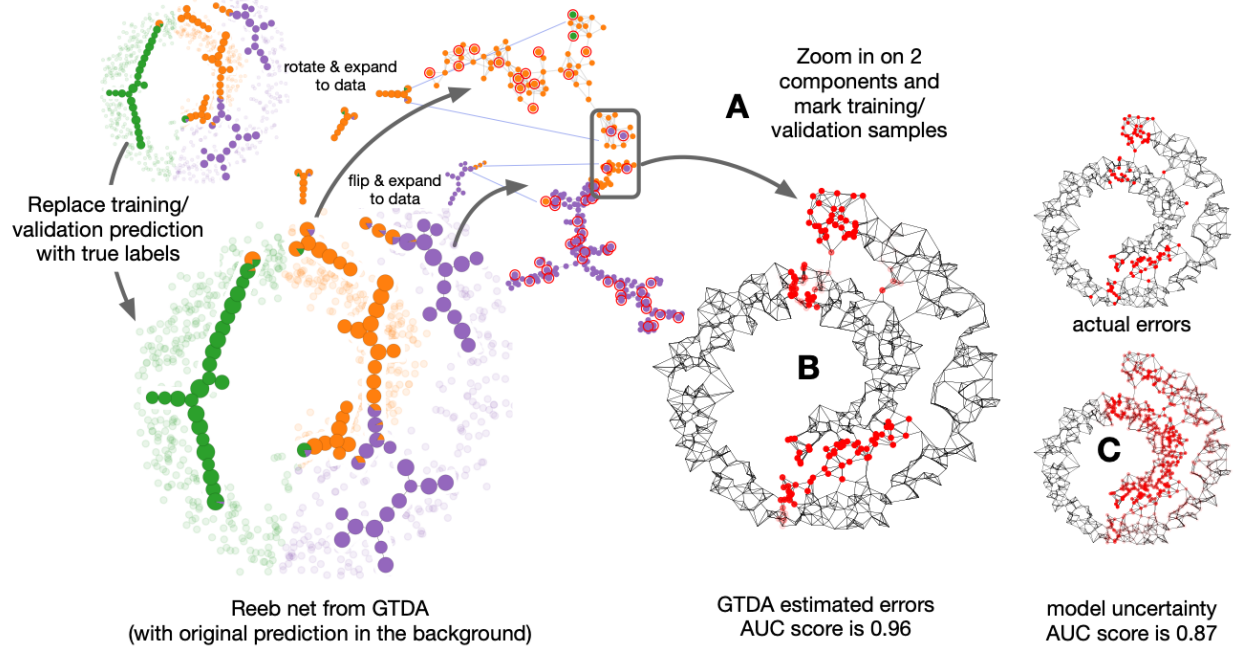 rotate & expand
to data
A
Zoom in on 2
components and
mark training/
validation samples
Replace training/
validation prediction
with true labels
flip & expand
to data
B
actual errors
C
Reeb net from GTDA
(with original prediction in the background)
GTDA estimated errors
AUC score is 0.96
model uncertainty
AUC score is 0.87